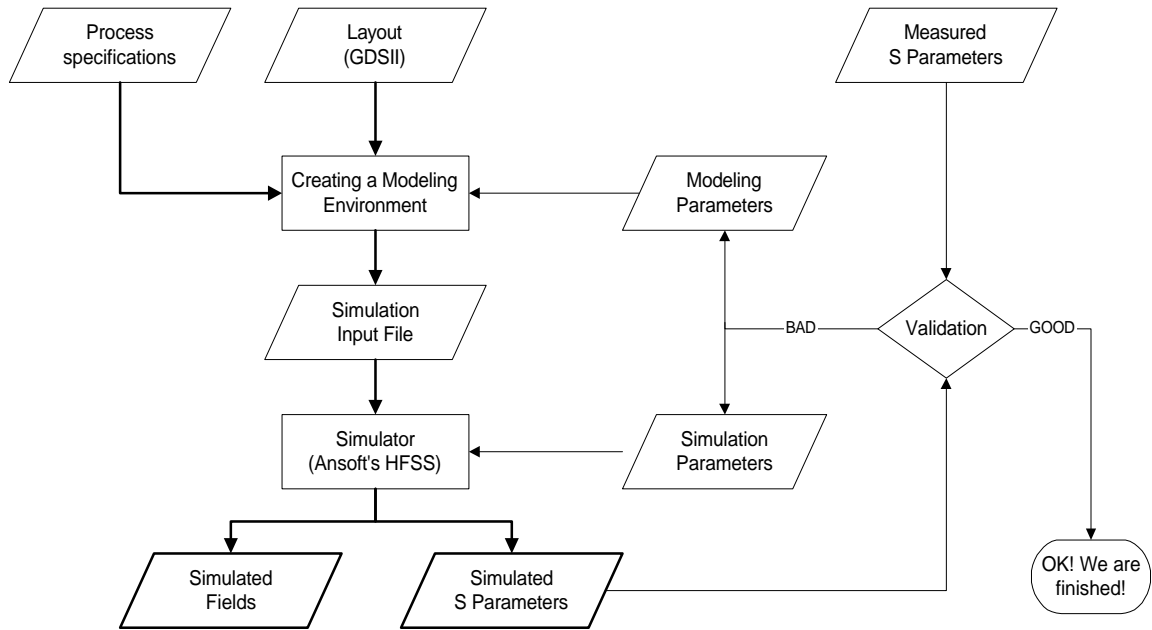 Process
specifications
Layout
(GDSII)
Measured
S Parameters
Creating a Modeling
Environment
Modeling
Parameters
Simulation
Input File
BAD
Validation
GOOD
Simulator
(Ansoft's HFSS)
Simulation
Parameters
Simulated
Fields
Simulated
S Parameters
OK! We are
finished!